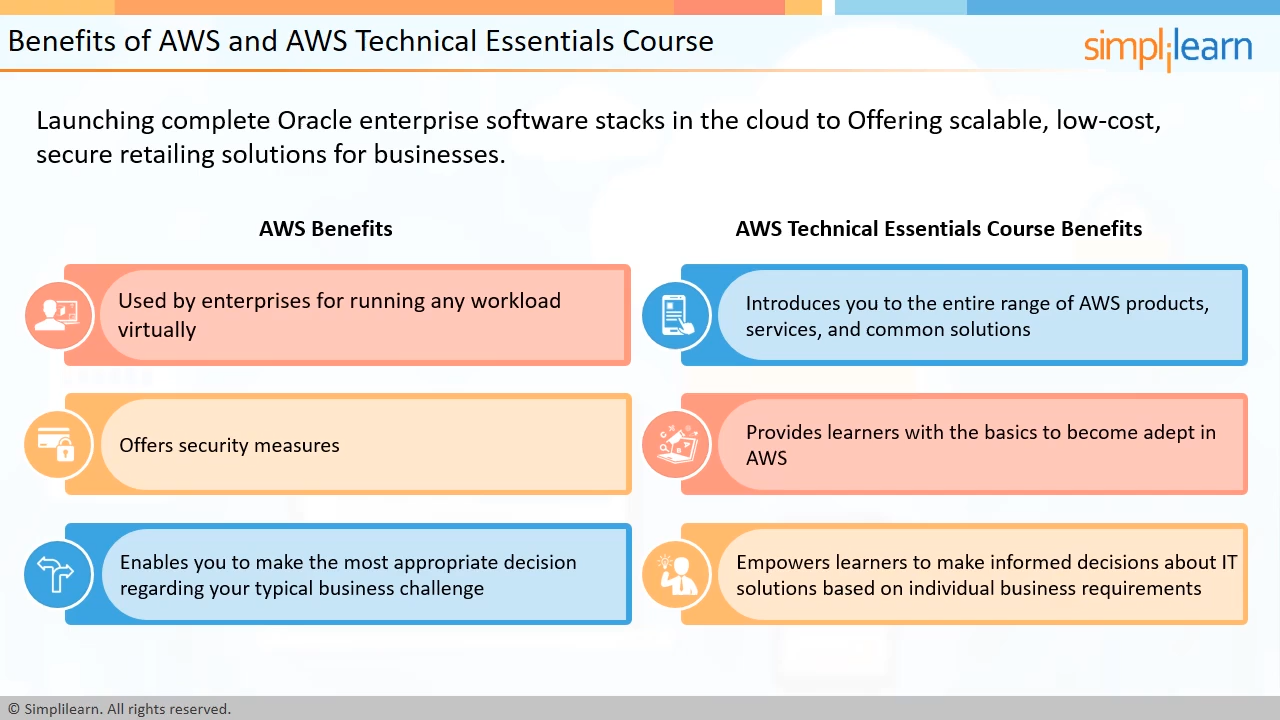 Benefits of AWS and AWS Technical Essentials Course
simplilearn
Launching complete Oracle enterprise software stacks in the cloud to Offering scalable, low-cost,
secure retailing solutions for businesses.
AWS Benefits
Used by enterprises for running any workload
virtually
Offers security measures
Enables you to make the most appropriate decision
regarding your typical business challenge
AWS Technical Essentials Course Benefits
Introduces you to the entire range of AWS products,
services, and common solutions
Provides learners with the basics to become adept in
AWS
Empowers learners to make informed decisions about IT
solutions based on individual business requirements
© Simplilearn. All rights reserved.